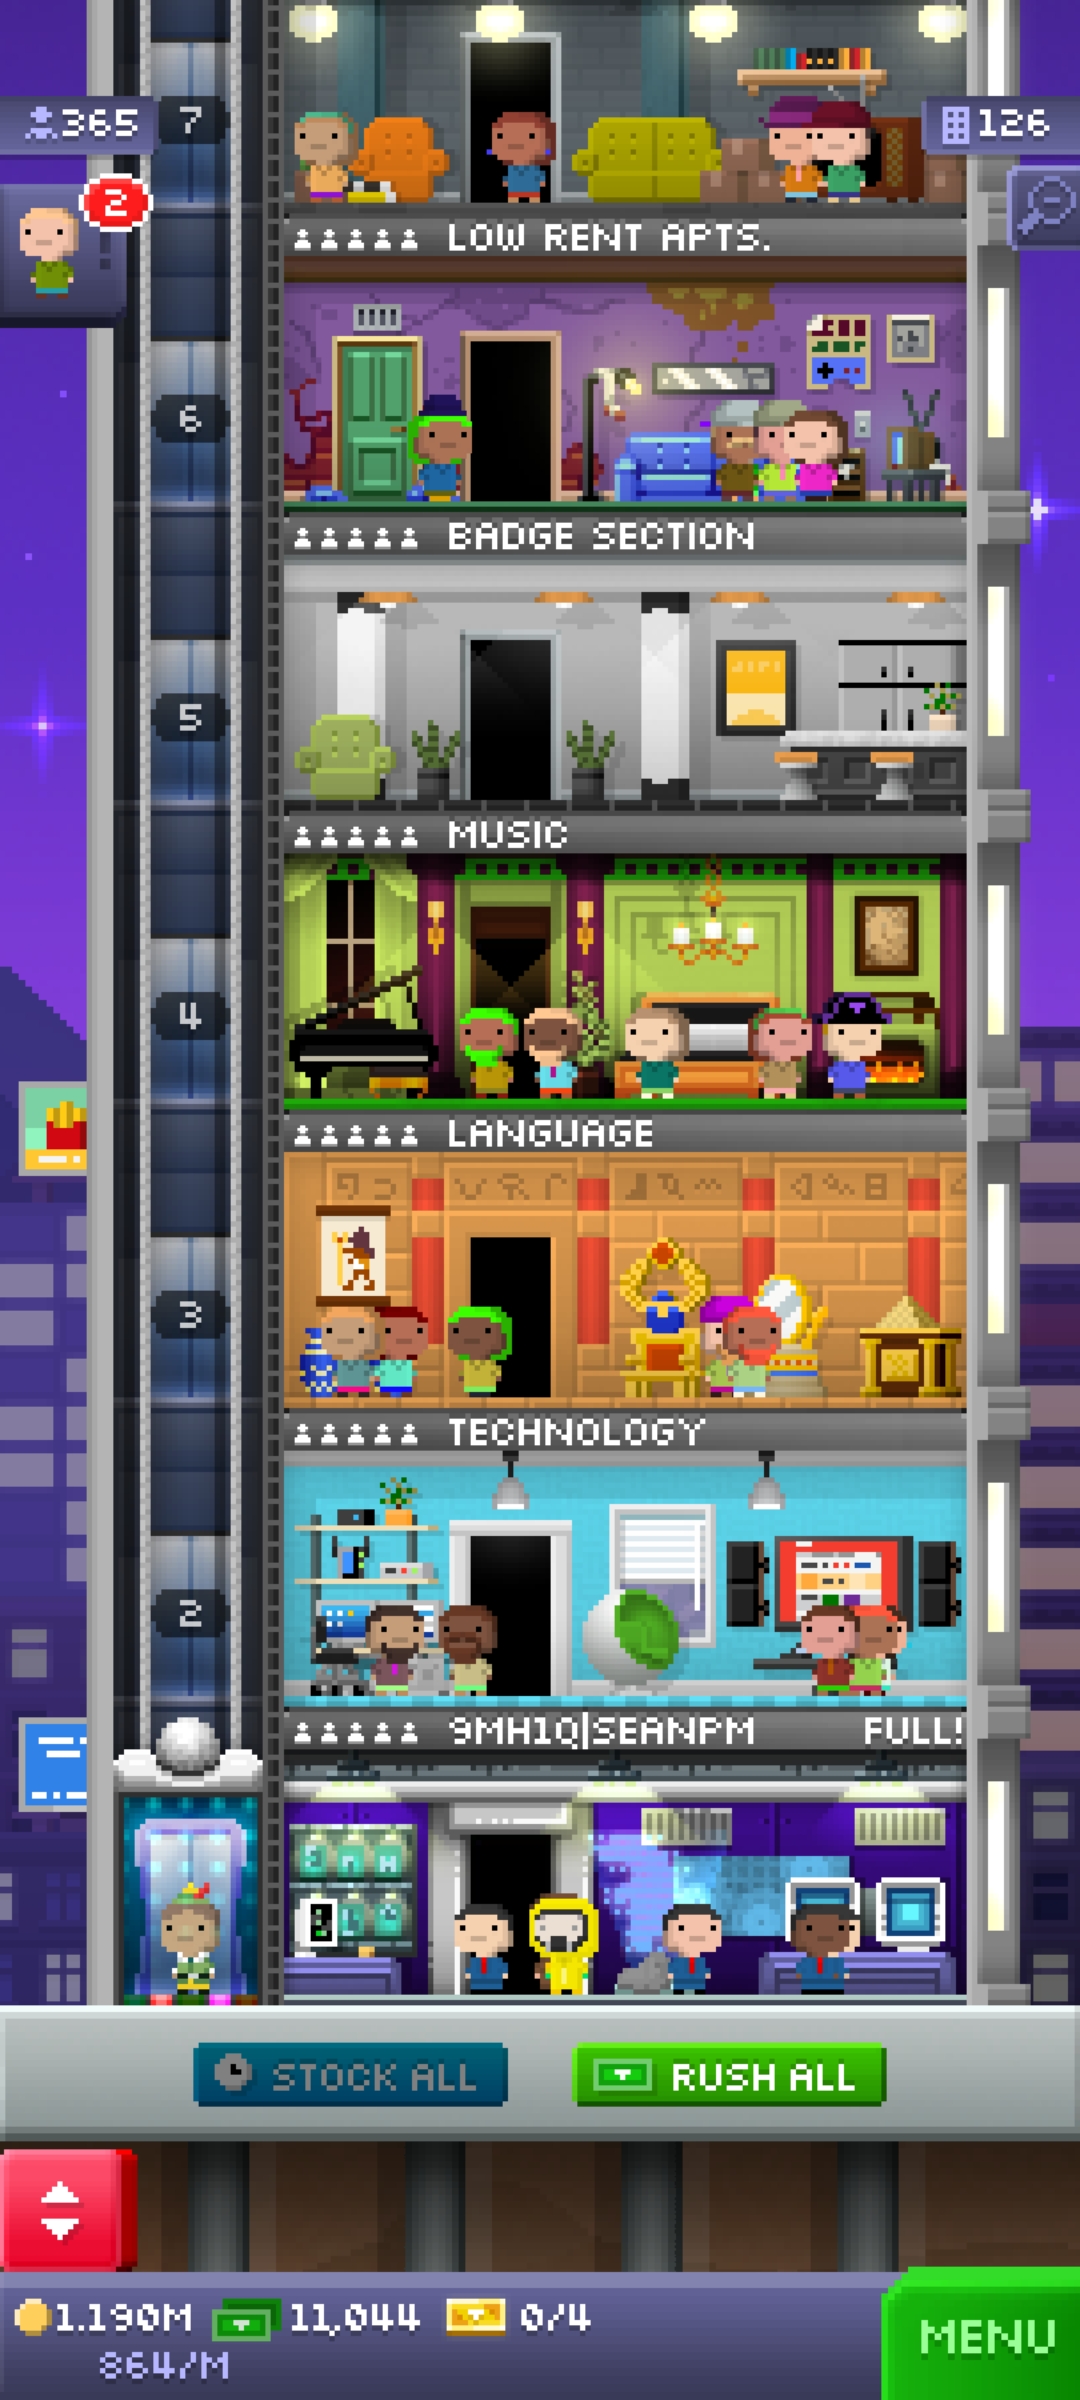 7
365
126
2
LOW RENT APTS.
6
BADGE SECTION
5
MUSIC
4
LANGUAGE
3
TECHNOLOGY
2
9MH1Q|SEANPM FULL!
STOCK ALL
RUSH ALL
1.190M 11,044 0/4
864/M
MENU